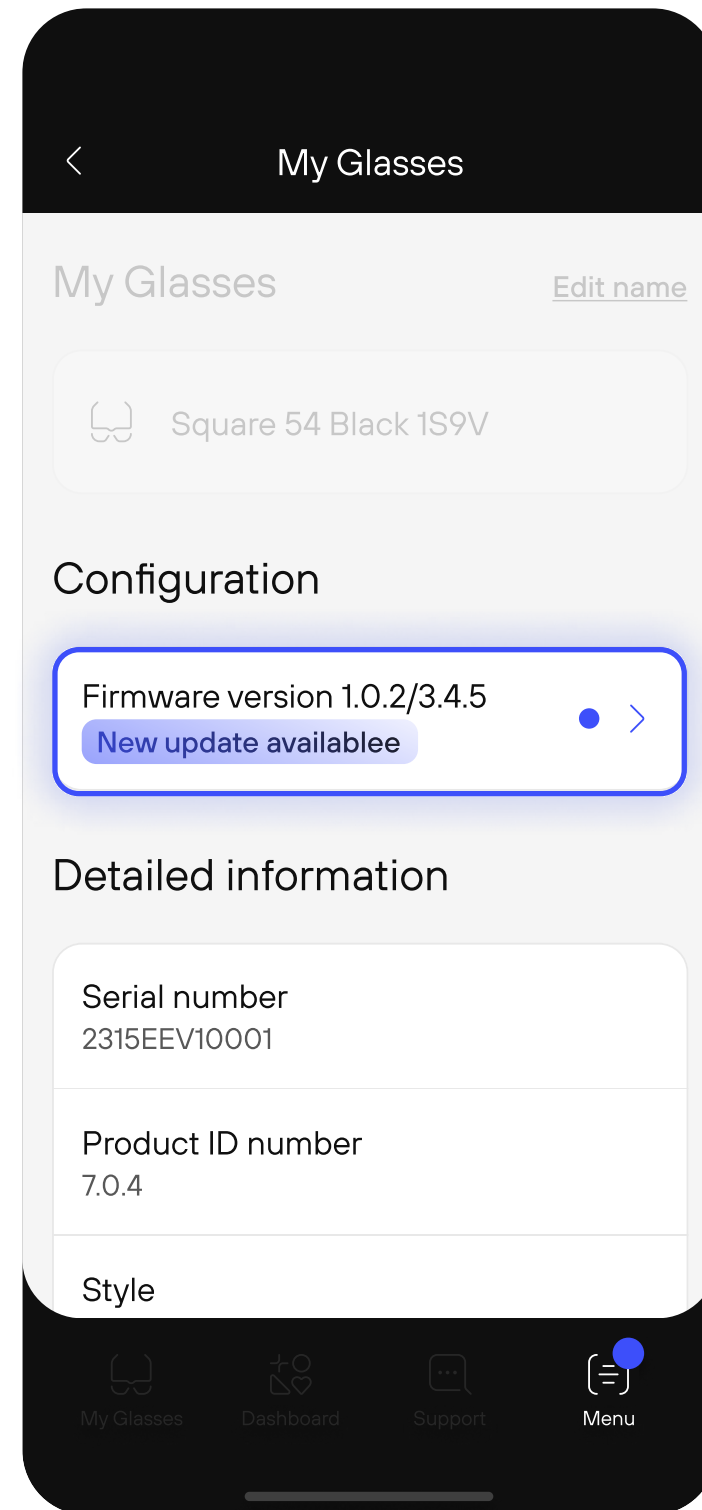 My Glasses
My Glasses
Edit name
Square 54 Black 1S9V
Configuration
Firmware version 1.0.2/3.4.5
New update availablee
Detailed information
Serial number
2315EEV10001
Product ID number
7.0.4
Style
My Glasses
Dashboard
Support
Menu